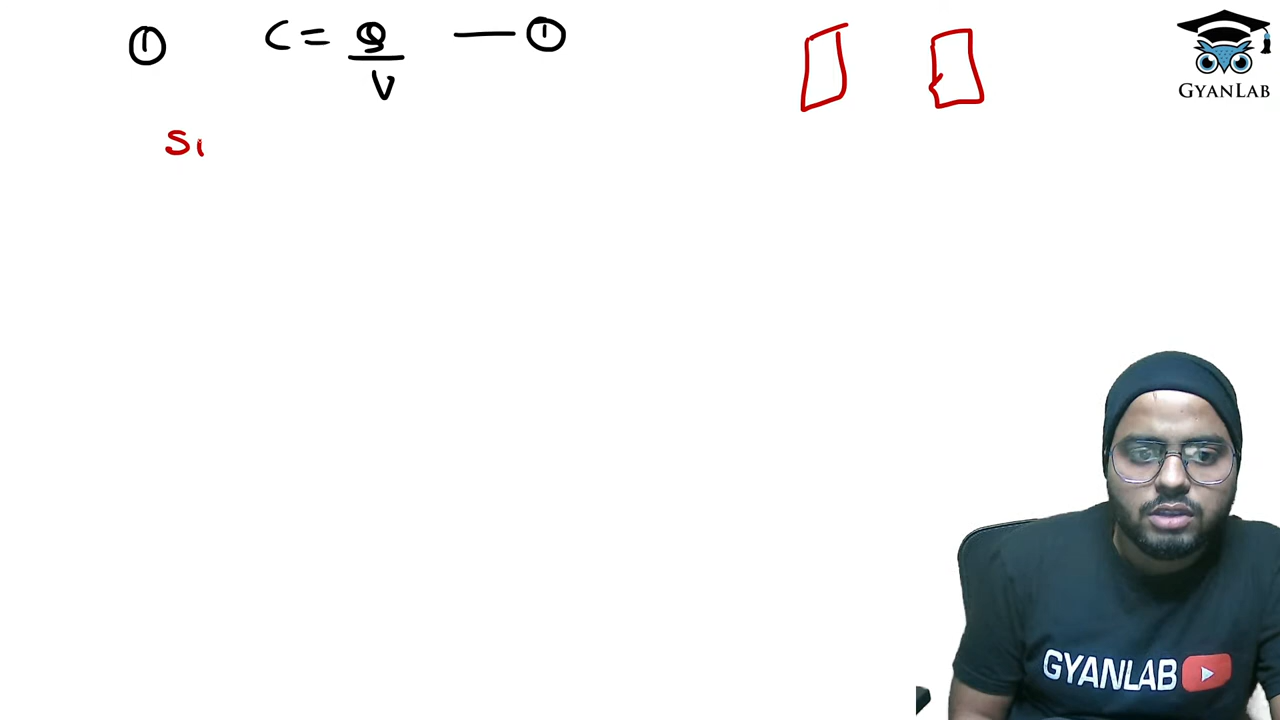 ① C = Q/V — ①
Si
GYANLAB
GYANLAB